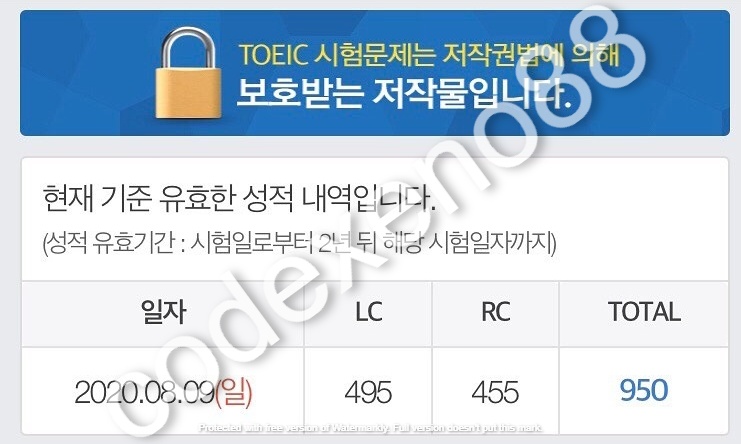 TOEIC 시험문제는 저작권법에 의해
보호받는 저작물입니다.
현재 기준 유효한 성적 내역입니다.
(성적 유효기간 : 시험일로부터 2년 뒤 해당 시험일자까지)
일자 LC RC TOTAL
2020.08.09(일) 495 455 950
codexeno88
Protected with free version of Watermarkly. Full version doesn't put this mark.